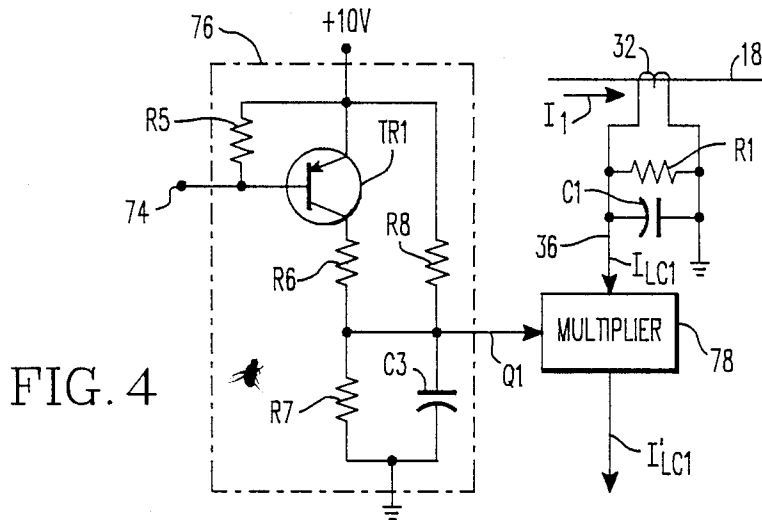 76
+10V
32
18
R5
I1
TR1
R1
74
C1
R8
36
R6
ILC1
MULTIPLIER
78
Q1
C3
FIG. 4
R7
I'LC1